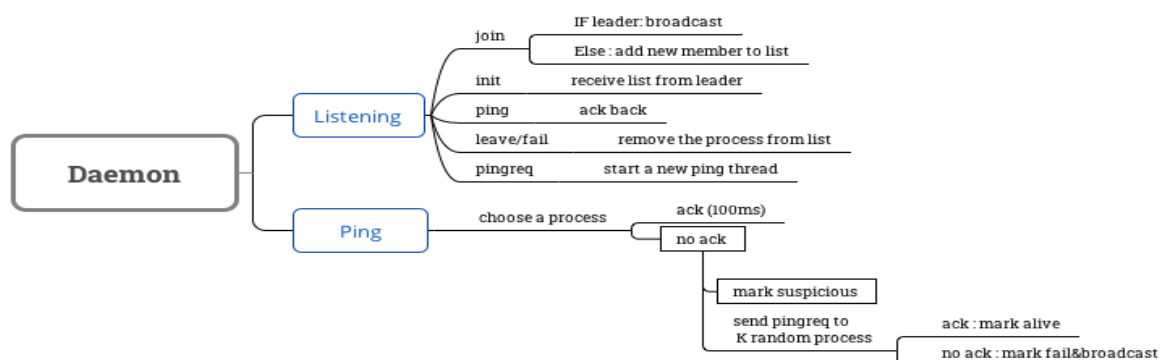 Daemon
Listening
join
IF leader: broadcast
Else : add new member to list
init
receive list from leader
ping
ack back
leave/fail
remove the process from list
pingreq
start a new ping thread
Ping
choose a process
ack (100ms)
no ack
mark suspicious
send pingreq to
K random process
ack : mark alive
no ack : mark fail&broadcast